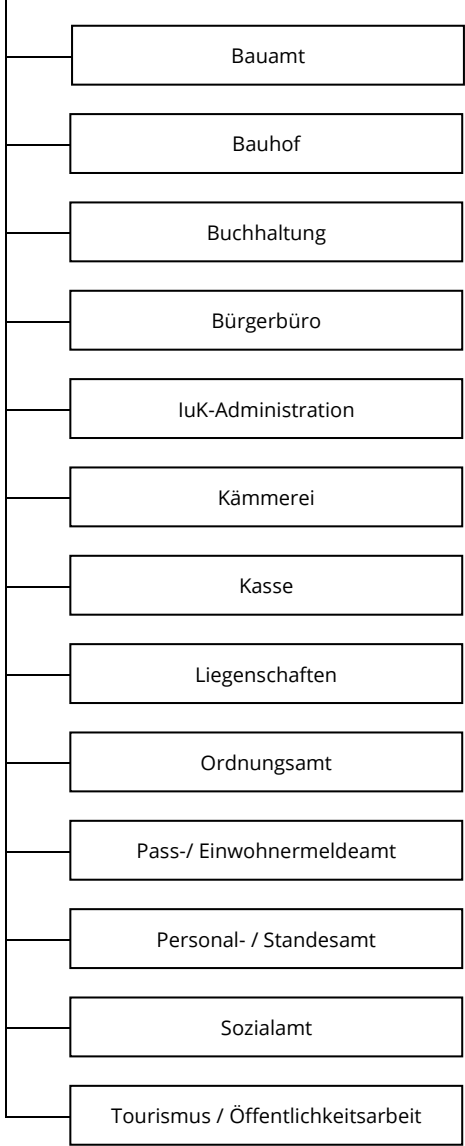 Bauamt
Bauhof
Buchhaltung
Bürgerbüro
IuK-Administration
Kämmerei
Kasse
Liegenschaften
Ordnungsamt
Pass-/ Einwohnermeldeamt
Personal- / Standesamt
Sozialamt
Tourismus / Öffentlichkeitsarbeit